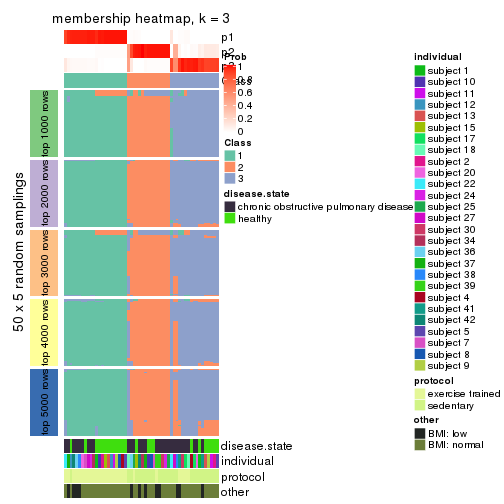 membership heatmap, k = 3
p1
p2
p3
Prob
1
0.8
0.6
0.4
0.2
0
Class
Class
1
2
3
disease.state
chronic obstructive pulmonary disease
healthy
50 x 5 random samplings
top 1000 rows
top 2000 rows
top 3000 rows
top 4000 rows
top 5000 rows
disease.state
individual
protocol
other
individual
subject 1
subject 10
subject 11
subject 12
subject 13
subject 15
subject 17
subject 18
subject 2
subject 20
subject 22
subject 24
subject 25
subject 27
subject 30
subject 34
subject 36
subject 37
subject 38
subject 39
subject 4
subject 41
subject 42
subject 5
subject 7
subject 8
subject 9
protocol
exercise trained
sedentary
other
BMI: low
BMI: normal